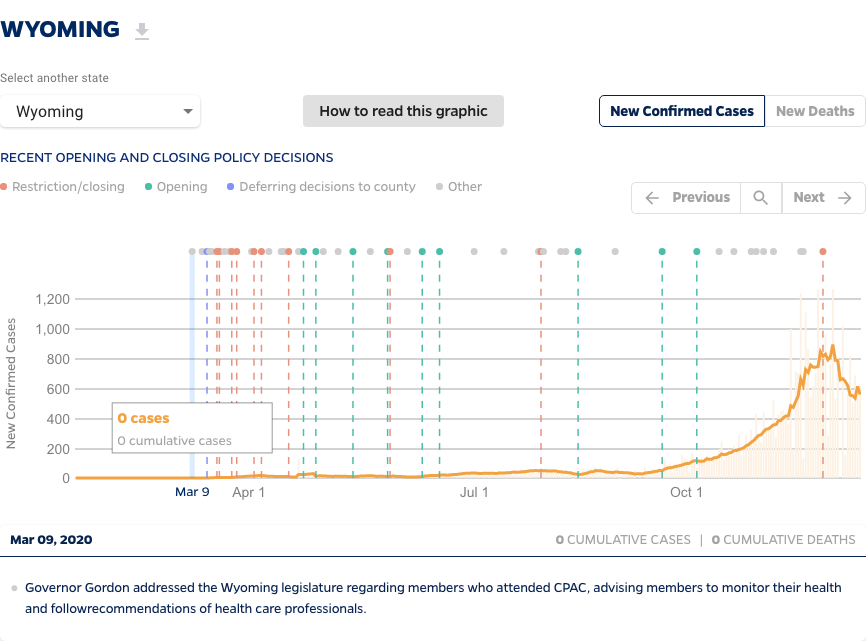 WYOMING
Select another state
Wyoming
How to read this graphic
New Confirmed Cases
New Deaths
RECENT OPENING AND CLOSING POLICY DECISIONS
Restriction/closing
Opening
Deferring decisions to county
Other
Previous
Next
New Confirmed Cases
1,200
1,000
800
600
400
200
0
0 cases
0 cumulative cases
Mar 9
Apr 1
Jul 1
Oct 1
Mar 09, 2020
0 CUMULATIVE CASES | 0 CUMULATIVE DEATHS
Governor Gordon addressed the Wyoming legislature regarding members who attended CPAC, advising members to monitor their health
and followrecommendations of health care professionals.